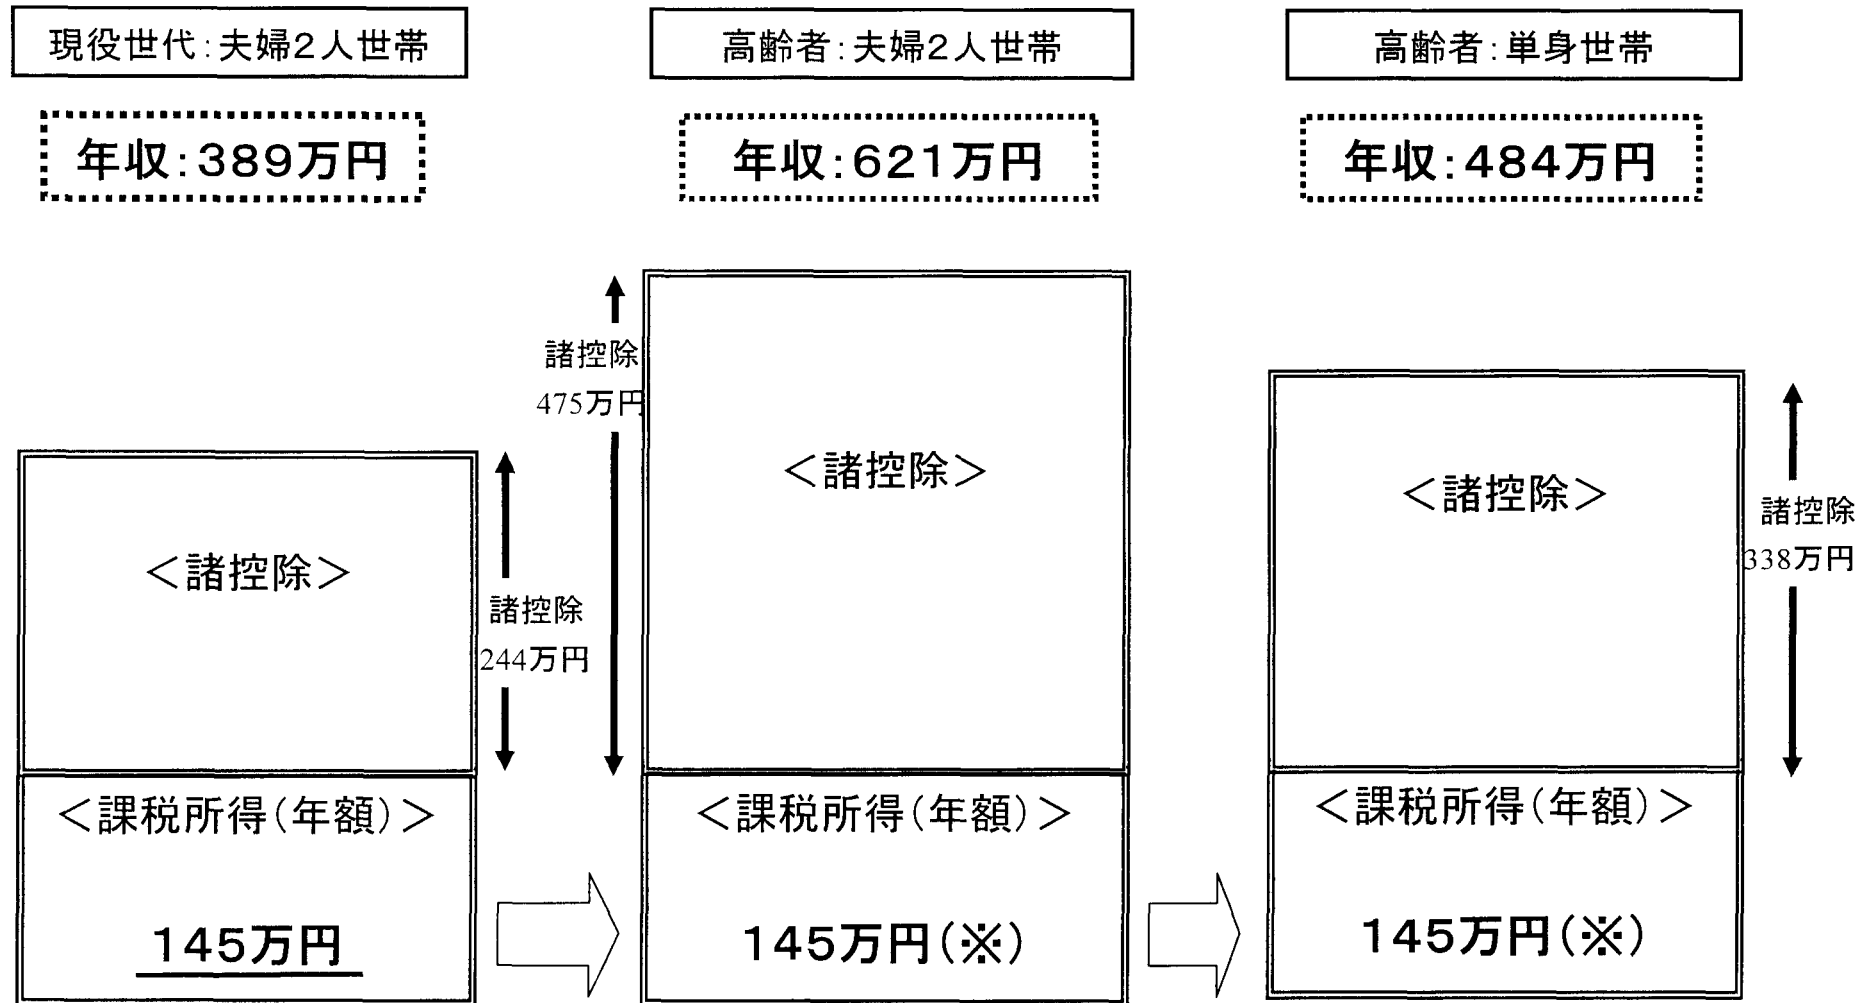 現役世代:夫婦2人世帯
年収:389万円
<諸控除>
諸控除
244万円
<課税所得(年額)>
145万円
高齢者:夫婦2人世帯
年収:621万円
諸控除
475万円
<諸控除>
<課税所得(年額)>
145万円(※)
高齢者:単身世帯
年収:484万円
<諸控除>
諸控除
338万円
<課税所得(年額)>
145万円(※)